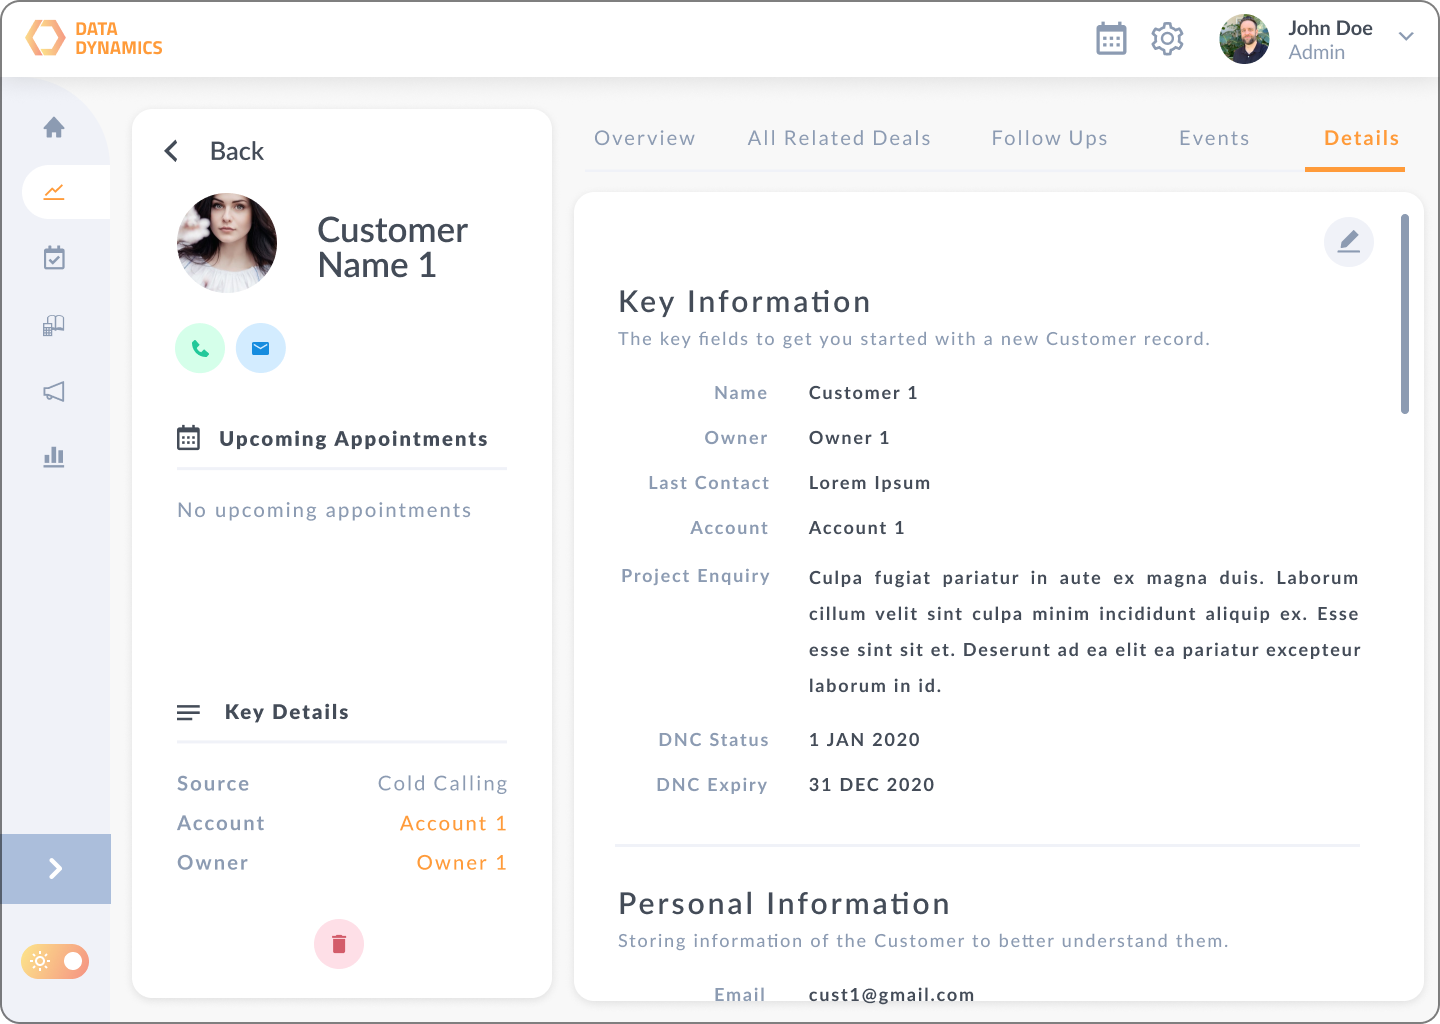 DATA
DYNAMICS
John Doe
Admin
Back
Customer
Name 1
Upcoming Appointments
No upcoming appointments
Key Details
Source Cold Calling
Account Account 1
Owner Owner 1
Overview All Related Deals Follow Ups Events Details
Key Information
The key fields to get you started with a new Customer record.
Name Customer 1
Owner Owner 1
Last Contact Lorem Ipsum
Account Account 1
Project Enquiry Culpa fugiat pariatur in aute ex magna duis. Laborum
cillum velit sint culpa minim incididunt aliquip ex. Esse
esse sint sit et. Deserunt ad ea elit ea pariatur excepteur
laborum in id.
DNC Status 1 JAN 2020
DNC Expiry 31 DEC 2020
Personal Information
Storing information of the Customer to better understand them.
Email cust1@gmail.com